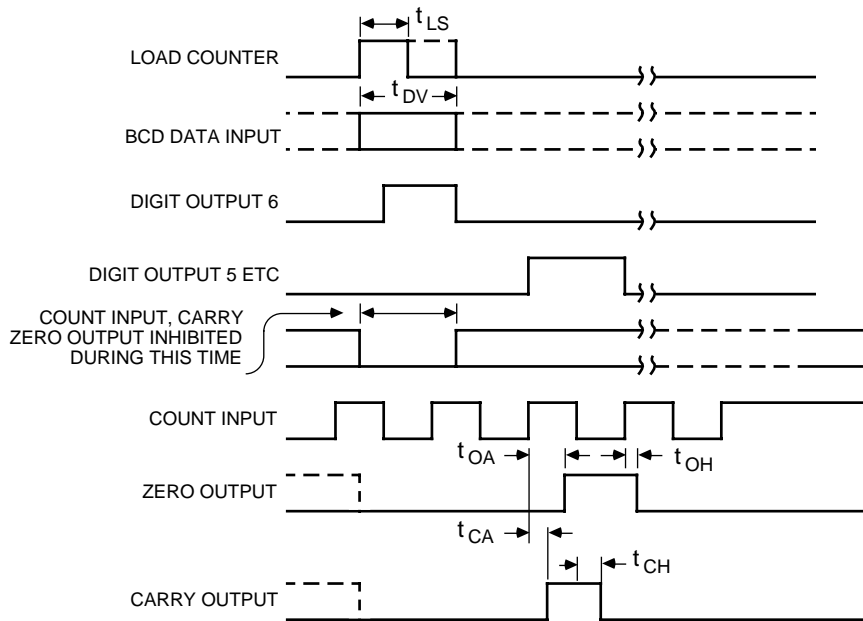 t LS
LOAD COUNTER
t DV
BCD DATA INPUT
DIGIT OUTPUT 6
DIGIT OUTPUT 5 ETC
COUNT INPUT, CARRY
ZERO OUTPUT INHIBITED
DURING THIS TIME
COUNT INPUT
t OA
t OH
ZERO OUTPUT
t CA
t CH
CARRY OUTPUT